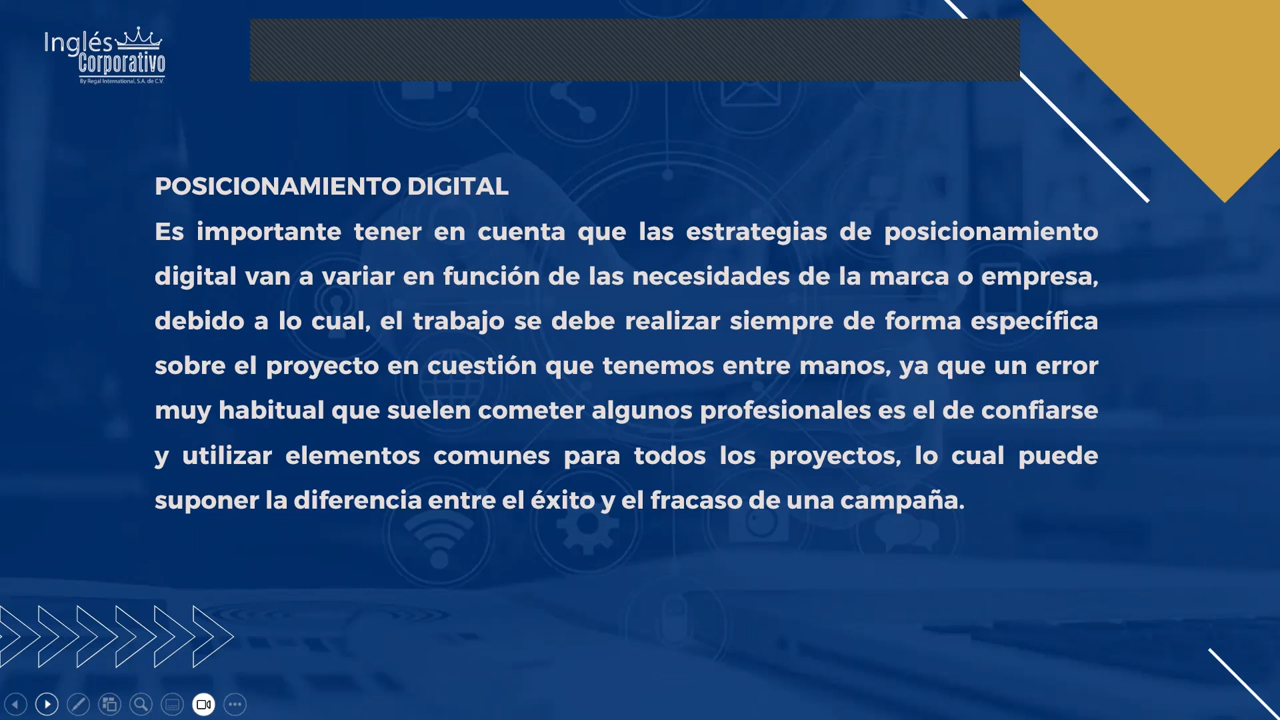 Inglés
Corporativo
By Regal International, S.A. de C.V.
POSICIONAMIENTO DIGITAL
Es importante tener en cuenta que las estrategias de posicionamiento
digital van a variar en función de las necesidades de la marca o empresa,
debido a lo cual, el trabajo se debe realizar siempre de forma específica
sobre el proyecto en cuestión que tenemos entre manos, ya que un error
muy habitual que suelen cometer algunos profesionales es el de confiarse
y utilizar elementos comunes para todos los proyectos, lo cual puede
suponer la diferencia entre el éxito y el fracaso de una campaña.